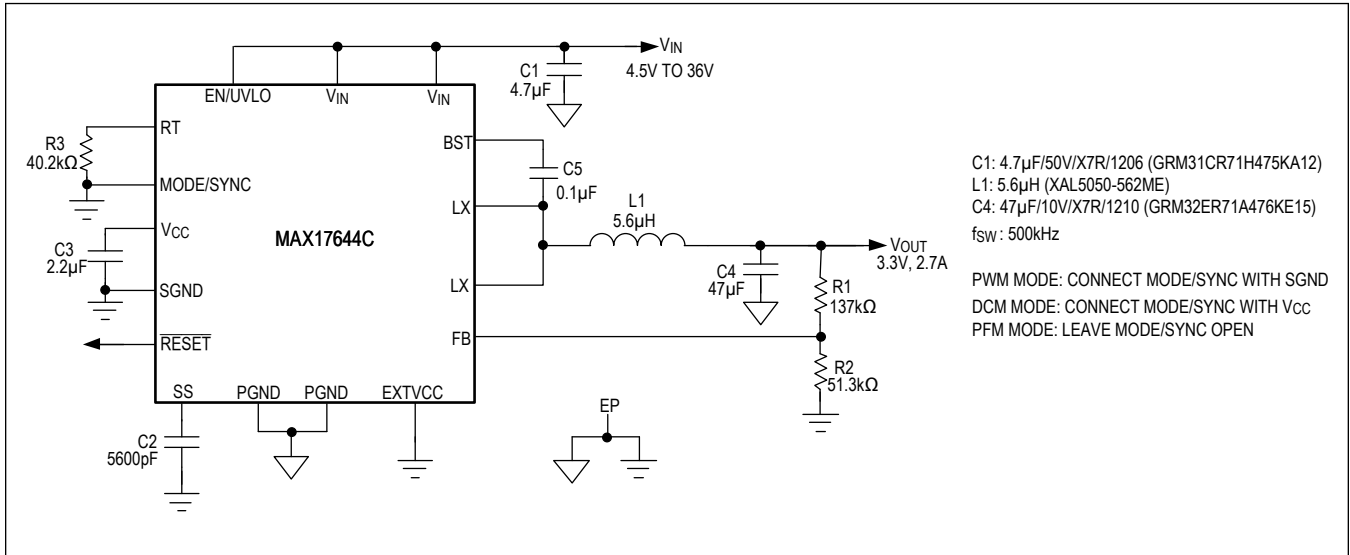 VIN
4.5V TO 36V
C1
4.7µF
EN/UVLO
VIN
VIN
RT
R3
40.2kΩ
MODE/SYNC
VCC
C3
2.2µF
SGND
RESET
SS
PGND
PGND
EXTVCC
C2
5600pF
MAX17644C
BST
C5
0.1µF
LX
LX
FB
L1
5.6µH
C4
47µF
VOUT
3.3V, 2.7A
R1
137kΩ
R2
51.3kΩ
EP
C1: 4.7µF/50V/X7R/1206 (GRM31CR71H475KA12)
L1: 5.6µH (XAL5050-562ME)
C4: 47µF/10V/X7R/1210 (GRM32ER71A476KE15)
fSW : 500kHz
PWM MODE: CONNECT MODE/SYNC WITH SGND
DCM MODE: CONNECT MODE/SYNC WITH VCC
PFM MODE: LEAVE MODE/SYNC OPEN